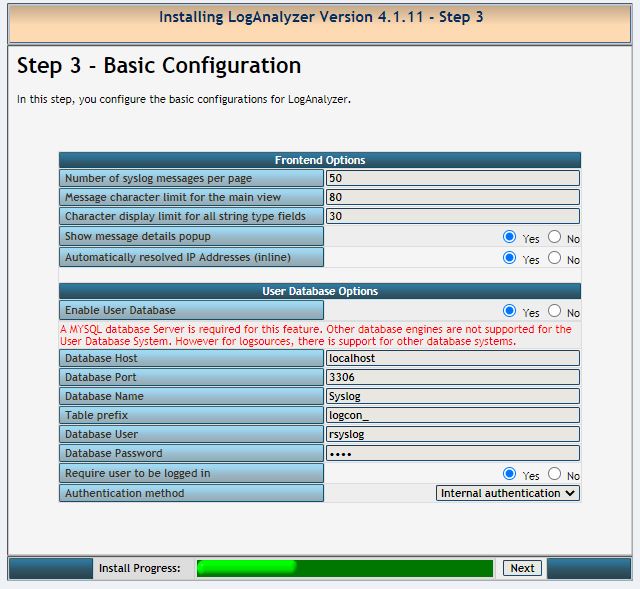 Installing LogAnalyzer Version 4.1.11 - Step 3
Step 3 - Basic Configuration
In this step, you configure the basic configurations for LogAnalyzer.
Frontend Options
Number of syslog messages per page 50
Message character limit for the main view 80
Character display limit for all string type fields 30
Show message details popup Yes No
Automatically resolved IP Addresses (inline) Yes No
User Database Options
Enable User Database Yes No
A MYSQL database Server is required for this feature. Other database engines are not supported for the
User Database System. However for logsources, there is support for other database systems.
Database Host localhost
Database Port 3306
Database Name Syslog
Table prefix logcon_
Database User rsyslog
Database Password ••••
Require user to be logged in Yes No
Authentication method Internal authentication
Install Progress: Next